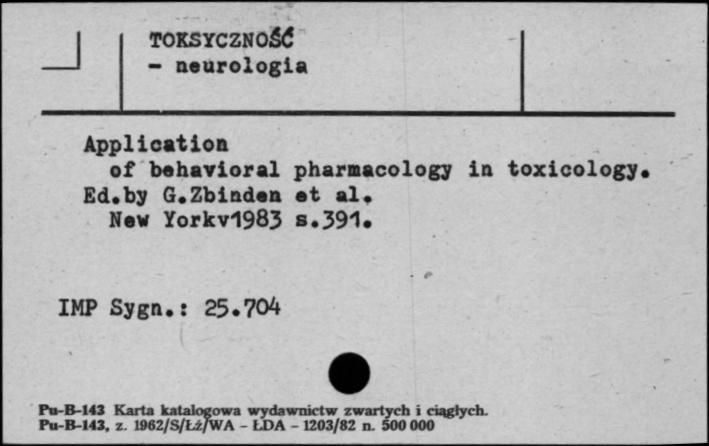 TOKSYCZNOŚĆ
- neurologia
Application
of behavioral pharmacology in toxicology.
Ed.by G.Zbinden et al.
New Yorkv1983 s.391.
IMP Sygn.: 25.704
Pu-B-143 Karta katalogowa wydawnictw zwartych i ciągłych.
Pu-B-143, z. 1962/S/Łż/WA - ŁDA - 1203/82 n. 500 000